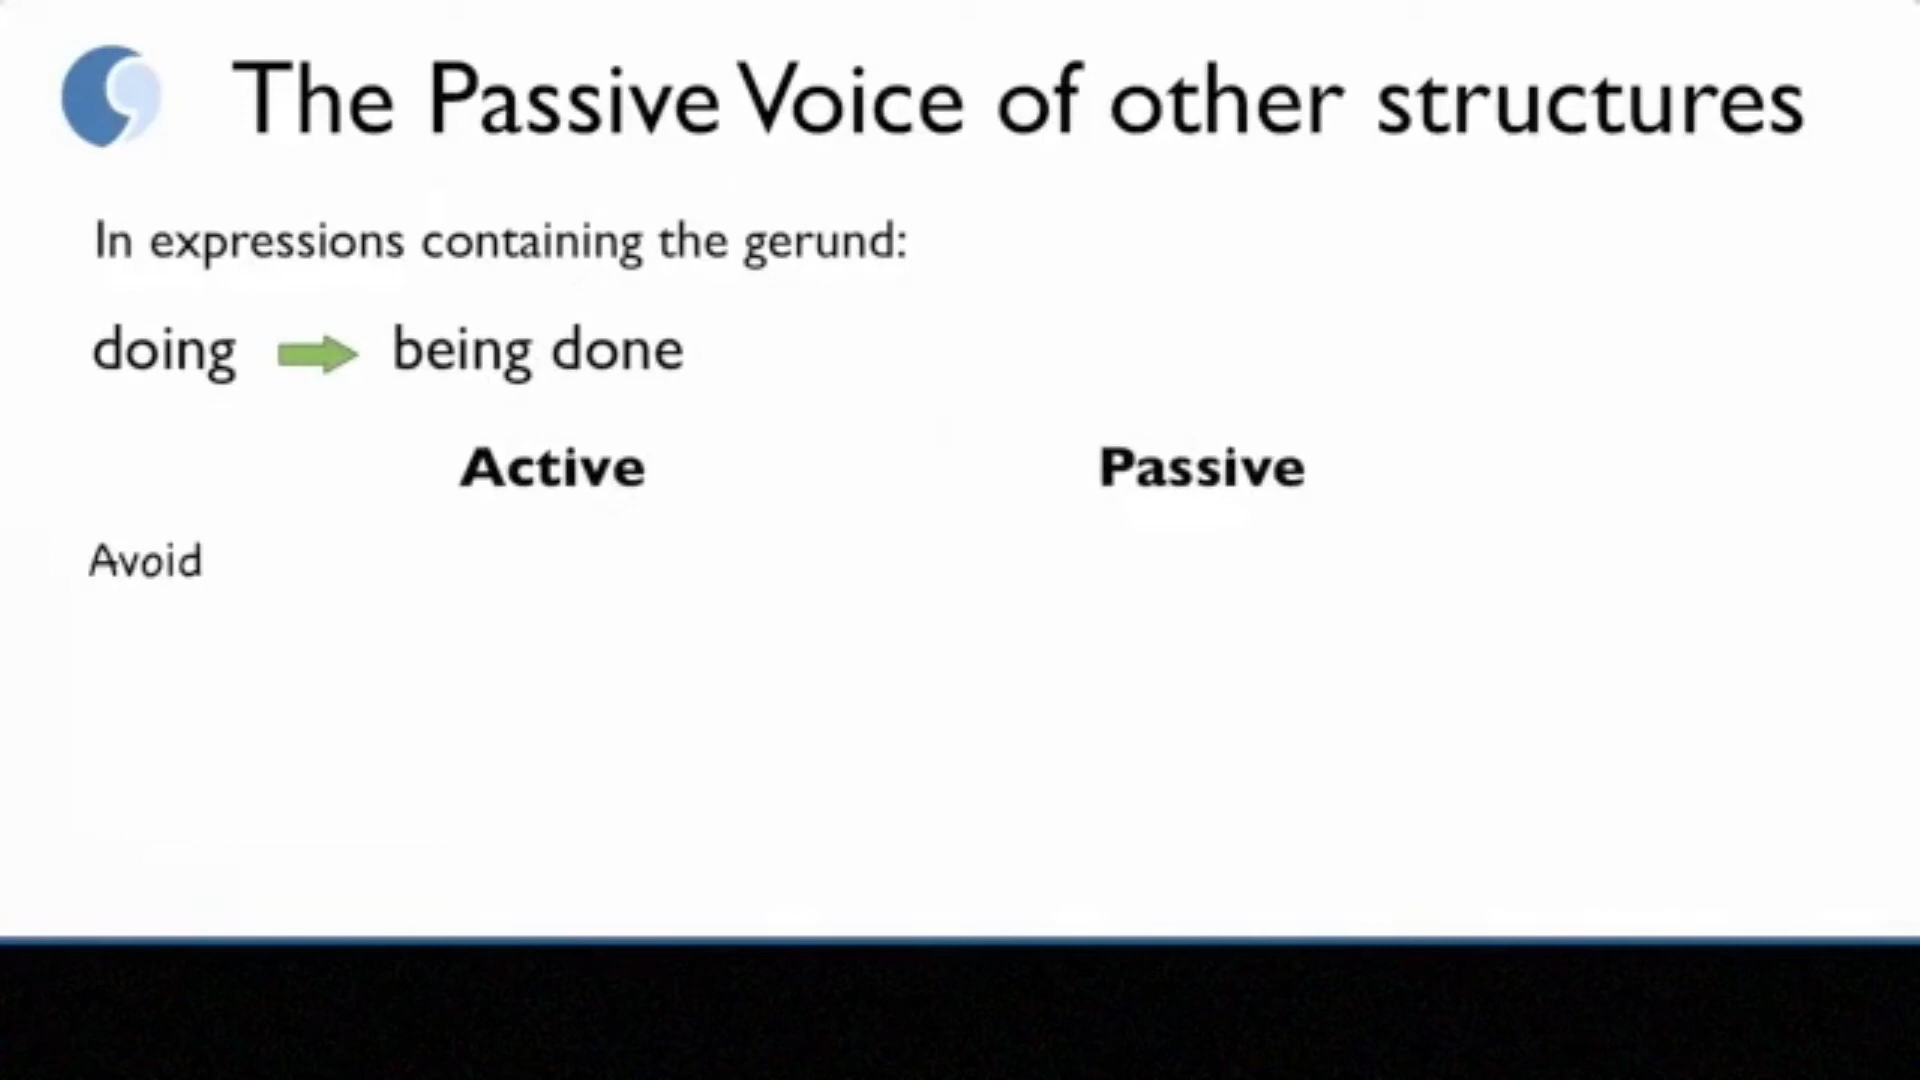 The Passive Voice of other structures
In expressions containing the gerund:
doing being done
Active Passive
Avoid